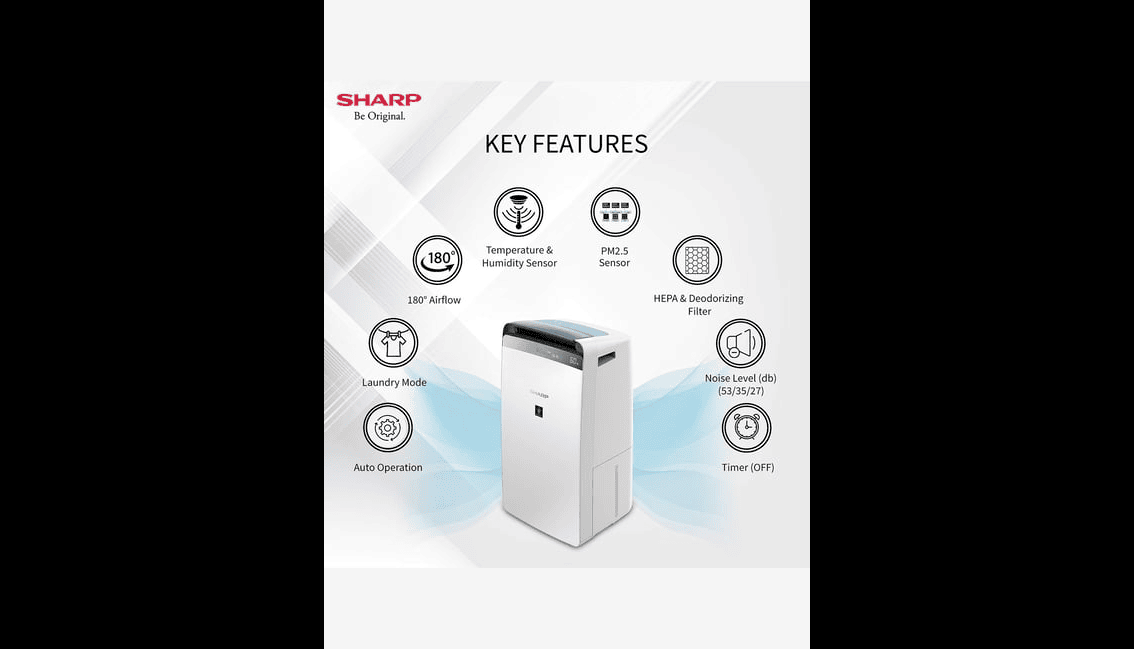 SHARP
Be Original.
KEY FEATURES
Temperature &
Humidity Sensor
PM2.5
Sensor
180°
180° Airflow
HEPA & Deodorizing
Filter
Laundry Mode
Noise Level (db)
(53/35/27)
SHARP
Auto Operation
Timer (OFF)